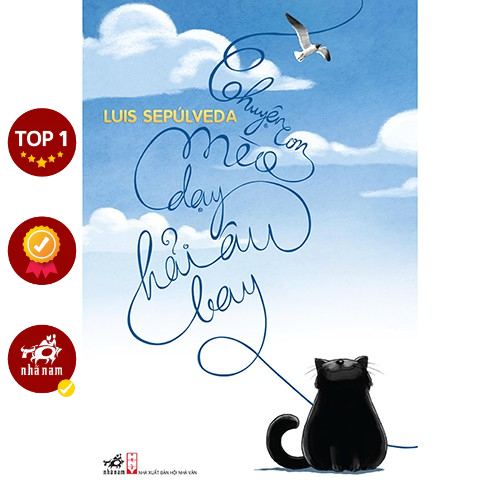 LUIS SEPÚLVEDA
Chuyện con
mèo
dạy
hải âu
bay
TOP 1
nhã nam
nhã nam
NHÀ XUẤT BẢN HỘI NHÀ VĂN